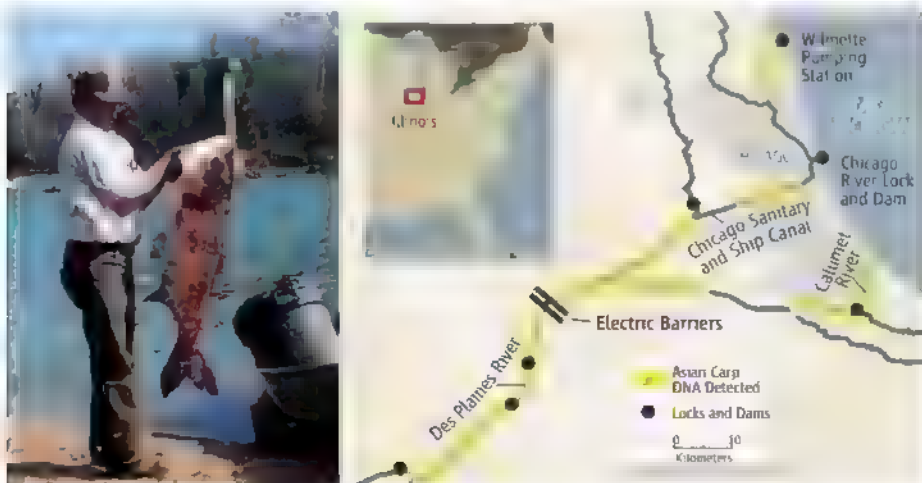 Wilmette
Pumping
Station
Illinois
Chicago
River Lock
and Dam
Chicago Sanitary
and Ship Canal
Calumet
River
Electric Barriers
Des Plaines River
Asian Carp
DNA Detected
Locks and Dams
0 10
Kilometers